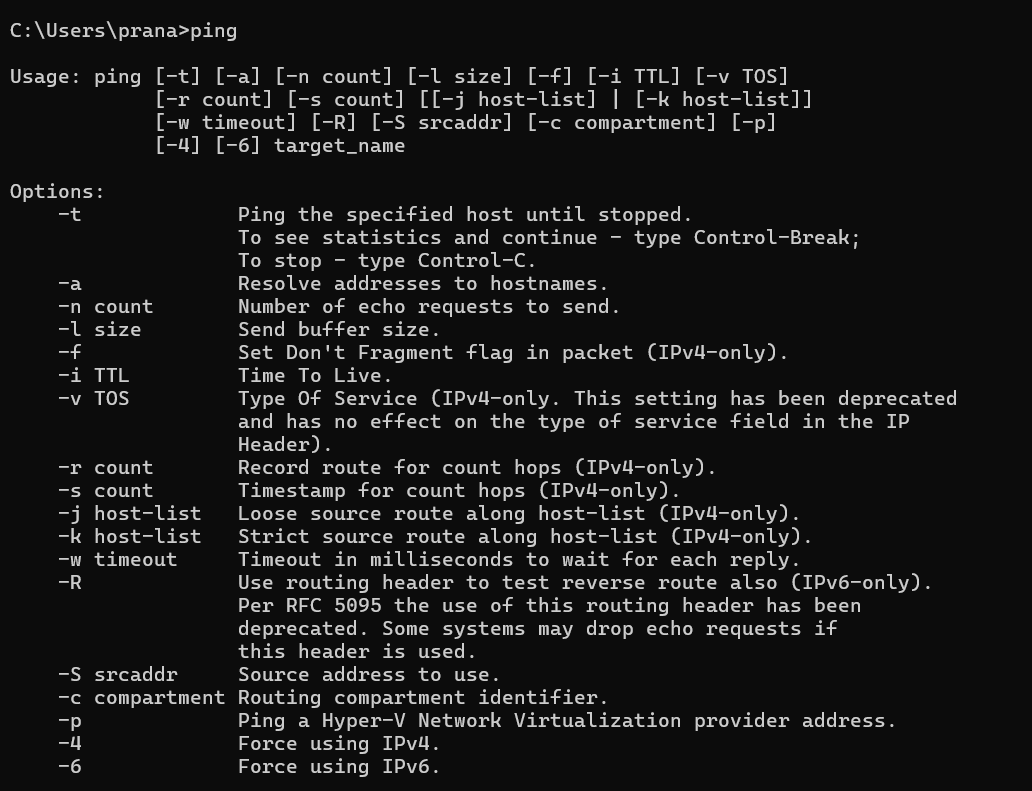 C:\Users\prana>ping
Usage: ping [-t] [-a] [-n count] [-l size] [-f] [-i TTL] [-v TOS]
            [-r count] [-s count] [[-j host-list] | [-k host-list]]
            [-w timeout] [-R] [-S srcaddr] [-c compartment] [-p]
            [-4] [-6] target_name
Options:
    -t             Ping the specified host until stopped.
                   To see statistics and continue - type Control-Break;
                   To stop - type Control-C.
    -a             Resolve addresses to hostnames.
    -n count       Number of echo requests to send.
    -l size        Send buffer size.
    -f             Set Don't Fragment flag in packet (IPv4-only).
    -i TTL         Time To Live.
    -v TOS         Type Of Service (IPv4-only. This setting has been deprecated
                   and has no effect on the type of service field in the IP
                   Header).
    -r count       Record route for count hops (IPv4-only).
    -s count       Timestamp for count hops (IPv4-only).
    -j host-list   Loose source route along host-list (IPv4-only).
    -k host-list   Strict source route along host-list (IPv4-only).
    -w timeout     Timeout in milliseconds to wait for each reply.
    -R             Use routing header to test reverse route also (IPv6-only).
                   Per RFC 5095 the use of this routing header has been
                   deprecated. Some systems may drop echo requests if
                   this header is used.
    -S srcaddr     Source address to use.
    -c compartment Routing compartment identifier.
    -p             Ping a Hyper-V Network Virtualization provider address.
    -4             Force using IPv4.
    -6             Force using IPv6.